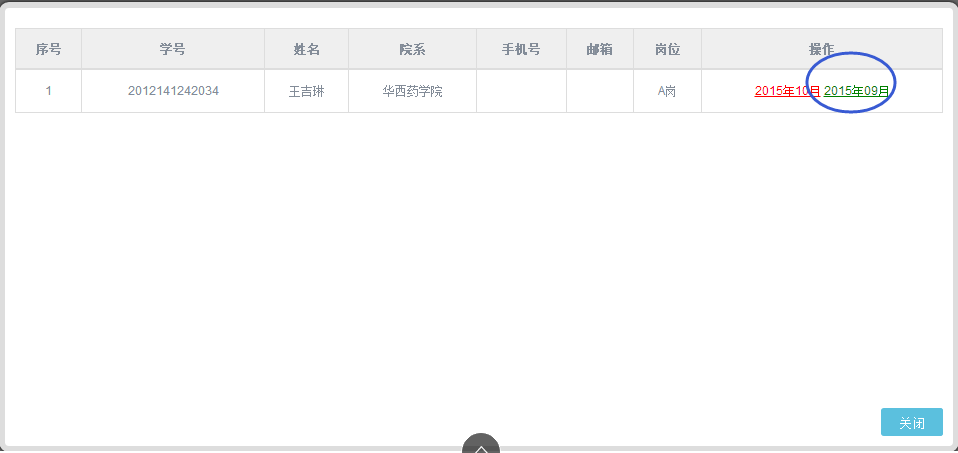 序号 学号 姓名 院系 手机号 邮箱 岗位 操作
1 2012141242034 王吉琳 华西药学院 A岗 2015年10月 2015年09月
关闭